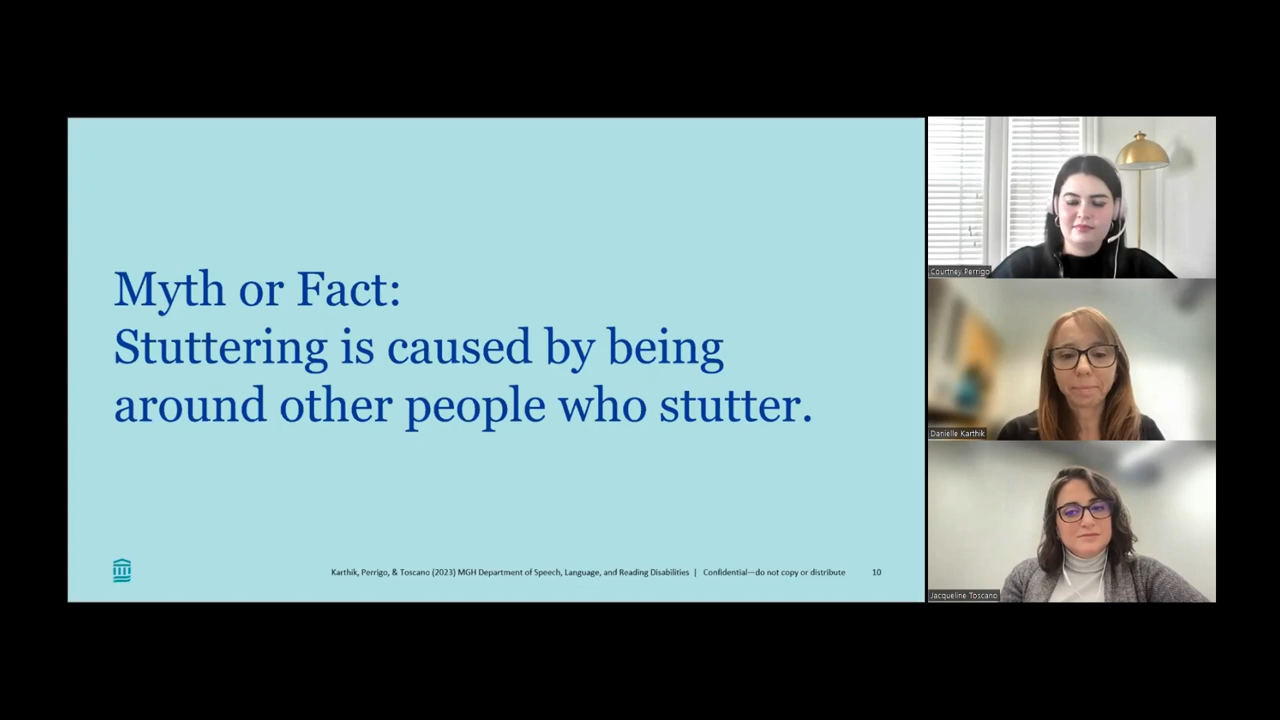 Myth or Fact:
Stuttering is caused by being
around other people who stutter.
Karthik, Perrigo, & Toscano (2023) MGH Department of Speech, Language, and Reading Disabilities | Confidential—do not copy or distribute 10
Courtney Perrigo
Danielle Karthik
Jacqueline Toscano